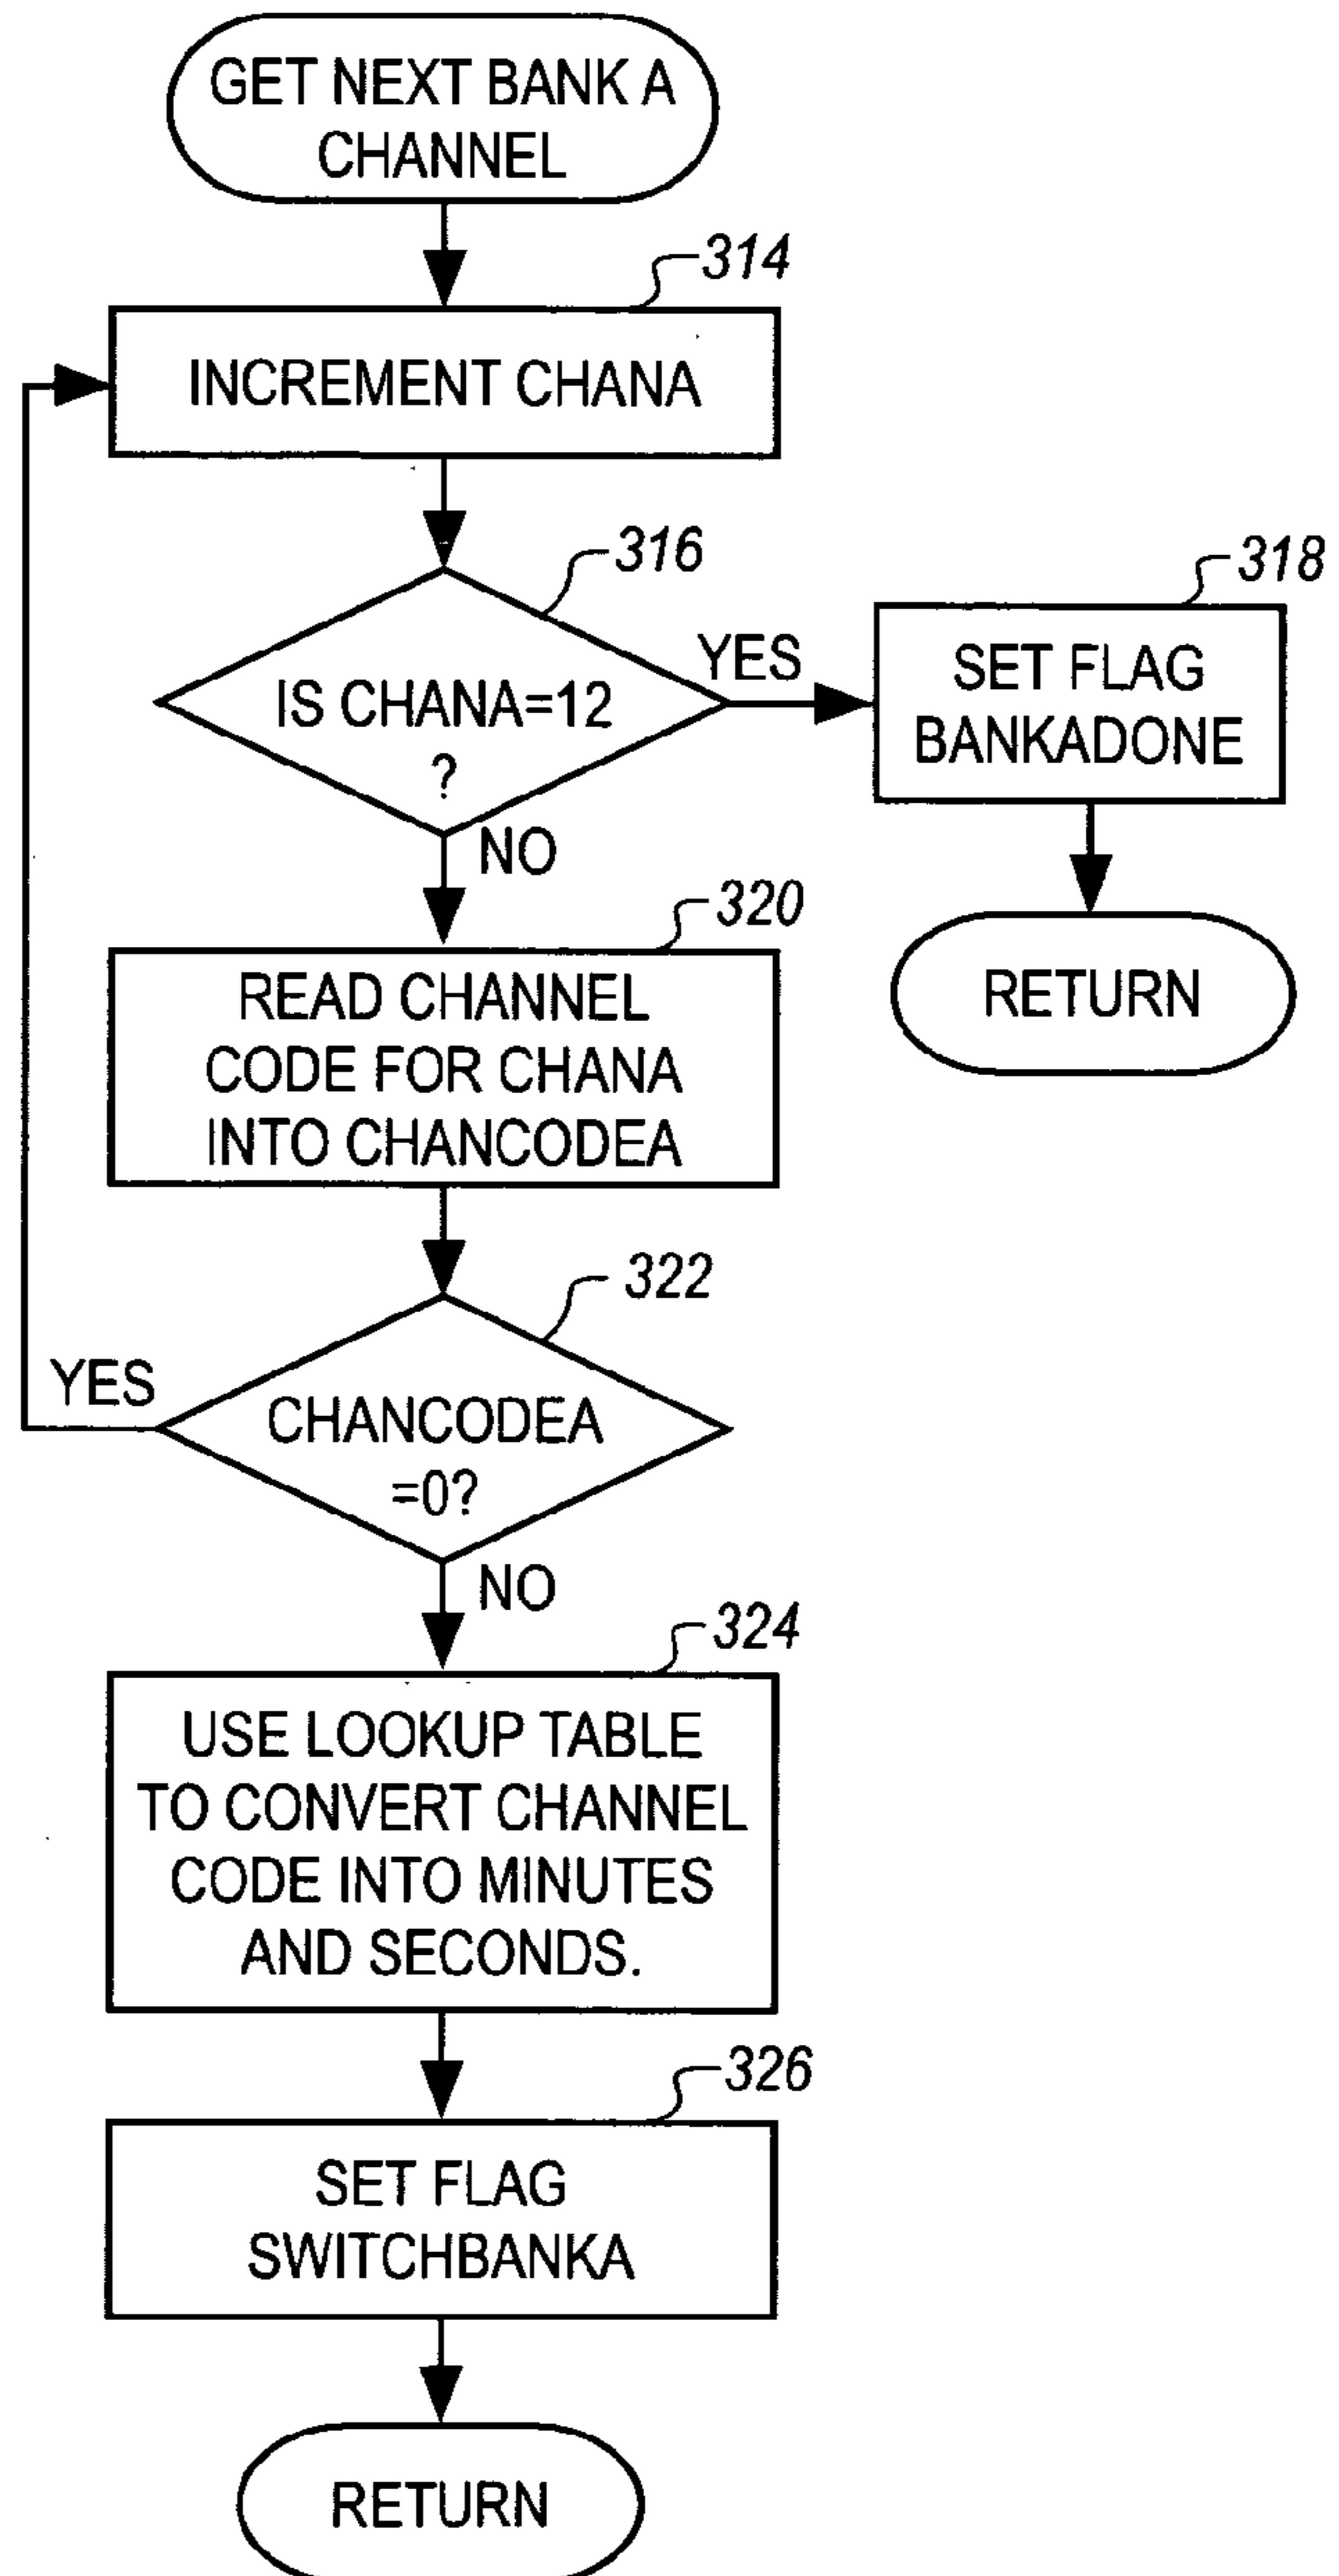 GET NEXT BANK A
CHANNEL
314
INCREMENT CHANA
316
IS CHANA=12
?
YES
318
SET FLAG
BANKADONE
RETURN
NO
320
READ CHANNEL
CODE FOR CHANA
INTO CHANCODEA
322
YES
CHANCODEA
=0?
NO
324
USE LOOKUP TABLE
TO CONVERT CHANNEL
CODE INTO MINUTES
AND SECONDS.
326
SET FLAG
SWITCHBANKA
RETURN